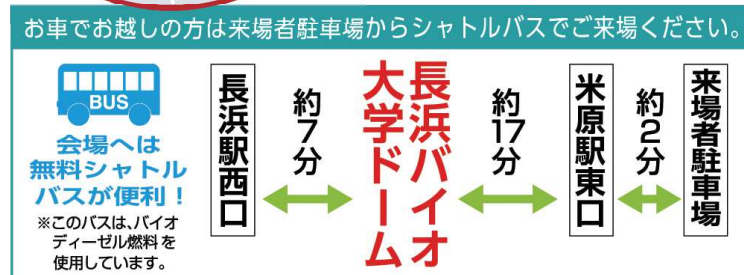 お車でお越しの方は来場者駐車場からシャトルバスでご来場ください。
BUS
会場へは
無料シャトル
バスが便利！
※このバスは、バイオ
ディーゼル燃料を
使用しています。
長浜駅西口
約7分
長浜バイオ
大学ドーム
約17分
米原駅東口
約2分
来場者駐車場